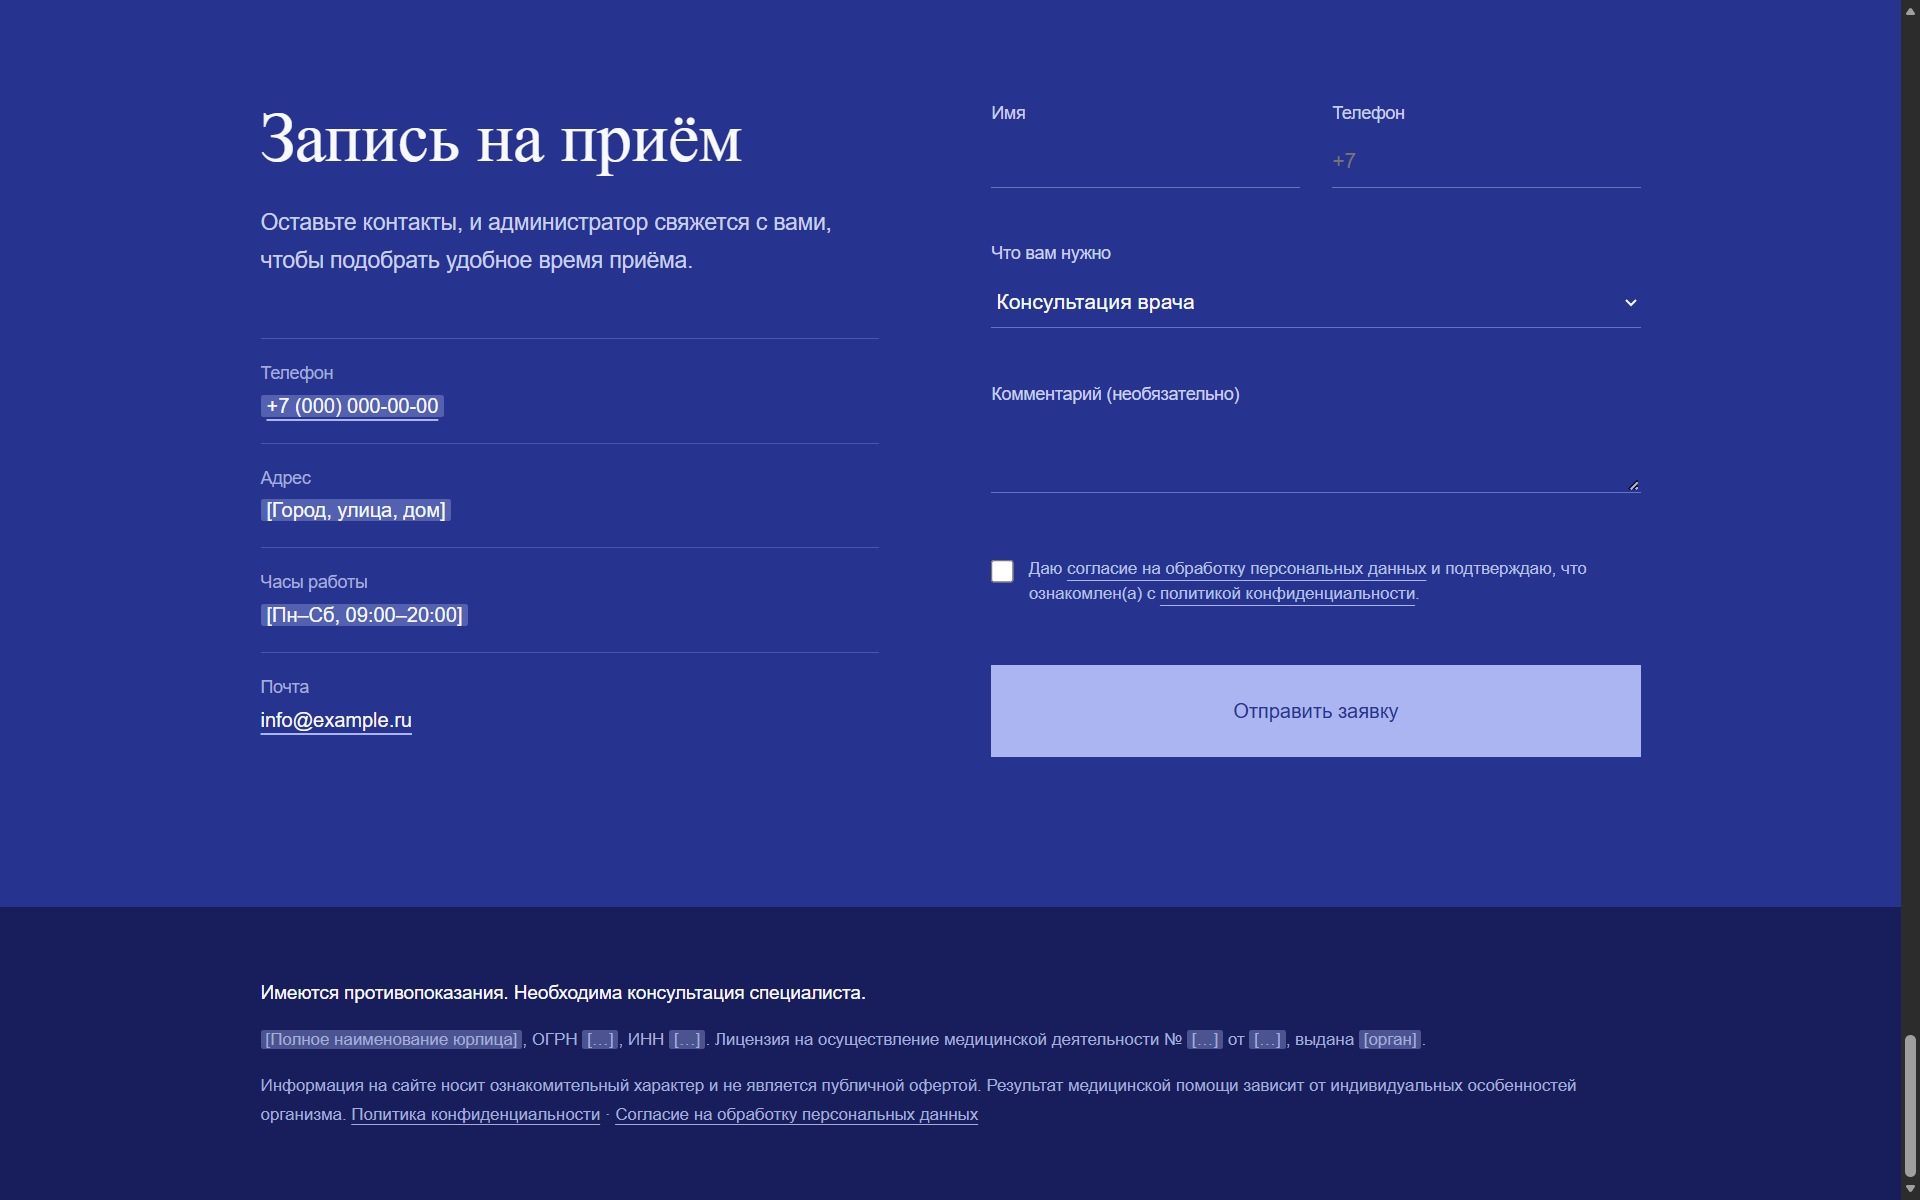 Запись на приём
Оставьте контакты, и администратор свяжется с вами,
чтобы подобрать удобное время приёма.
Телефон
+7 (000) 000-00-00
Адрес
[Город, улица, дом]
Часы работы
[Пн–Сб, 09:00–20:00]
Почта
info@example.ru
Имя
Телефон
+7
Что вам нужно
Консультация врача
Комментарий (необязательно)
Даю согласие на обработку персональных данных и подтверждаю, что
ознакомлен(а) с политикой конфиденциальности.
Отправить заявку
Имеются противопоказания. Необходима консультация специалиста.
[Полное наименование юрлица], ОГРН [...], ИНН [...]. Лицензия на осуществление медицинской деятельности № [...] от [...], выдана [орган].
Информация на сайте носит ознакомительный характер и не является публичной офертой. Результат медицинской помощи зависит от индивидуальных особенностей
организма. Политика конфиденциальности · Согласие на обработку персональных данных